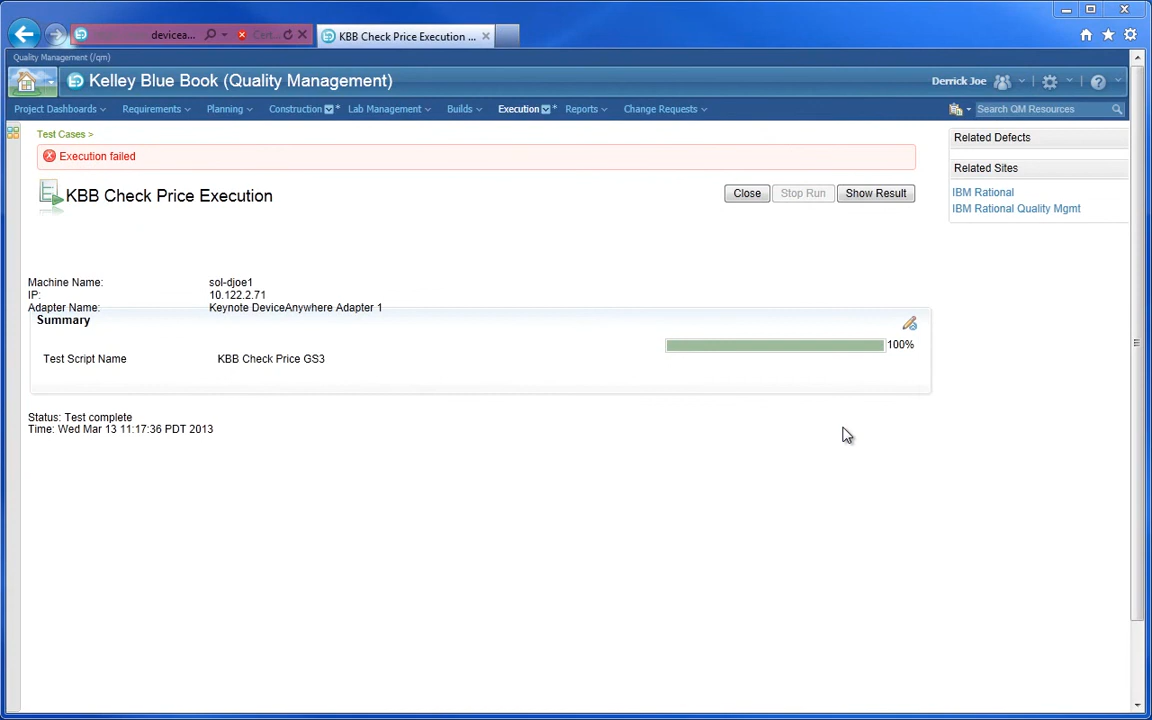 devicea...
Cert...
KBB Check Price Execution ...
Quality Management (/qm)
Kelley Blue Book (Quality Management)
Derrick Joe
Project Dashboards
Requirements
Planning
Construction
Lab Management
Builds
Execution
Reports
Change Requests
Search QM Resources
Test Cases >
Execution failed
KBB Check Price Execution
Close
Stop Run
Show Result
Related Defects
Related Sites
IBM Rational
IBM Rational Quality Mgmt
Machine Name: sol-djoe1
IP: 10.122.2.71
Adapter Name: Keynote DeviceAnywhere Adapter 1
Summary
100%
Test Script Name KBB Check Price GS3
Status: Test complete
Time: Wed Mar 13 11:17:36 PDT 2013